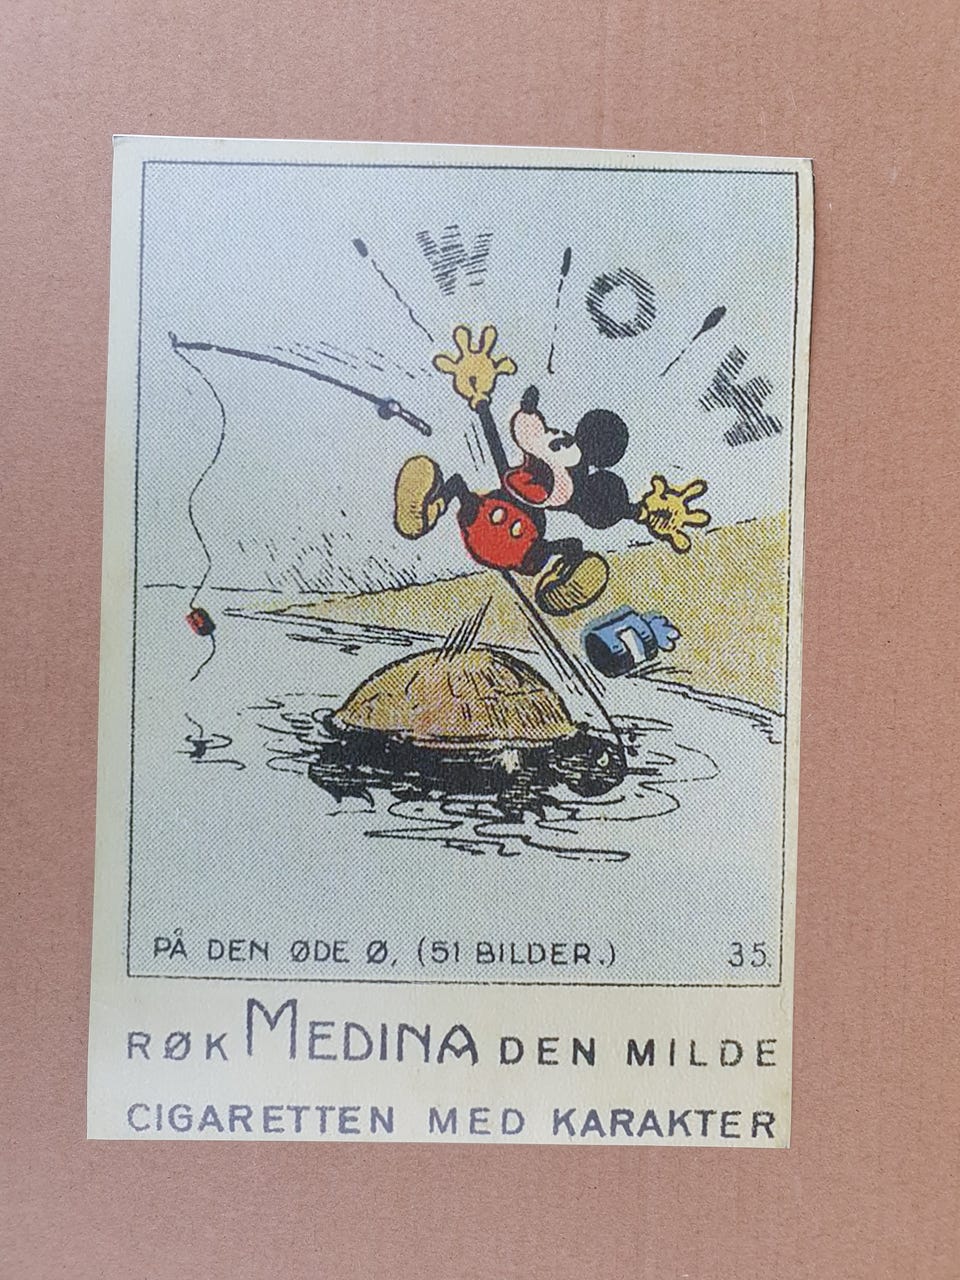 WOW
PÅ DEN ØDE Ø, (51 BILDER.) 35.
RØK MEDINA DEN MILDE
CIGARETTEN MED KARAKTER